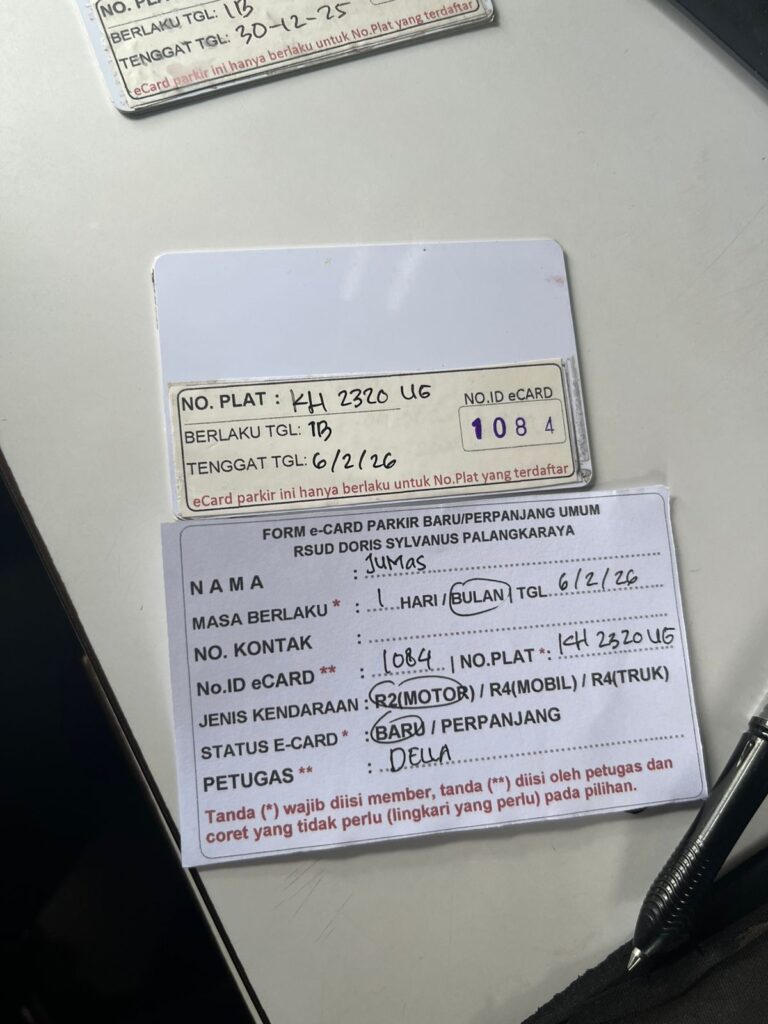 NO. PLAT
BERLAKU TGL: 1B
TENGGAT TGL: 30-12-25
eCard parkir ini hanya berlaku untuk No.Plat yang terdaftar
NO. PLAT : KH 2320 UE
NO.ID eCARD
BERLAKU TGL: 1B
1084
TENGGAT TGL: 6/2/26
eCard parkir ini hanya berlaku untuk No.Plat yang terdaftar
FORM e-CARD PARKIR BARU/PERPANJANG UMUM
RSUD DORIS SYLVANUS PALANGKARAYA
NAMA : JUMAS
MASA BERLAKU * : 1 HARI / BULAN | TGL 6/2/26
NO. KONTAK :
No.ID eCARD ** : 1084 | NO.PLAT *: KH 2320 UE
JENIS KENDARAAN : R2(MOTOR) / R4(MOBIL) / R4(TRUK)
STATUS E-CARD * : BARU / PERPANJANG
PETUGAS ** : DELLA
Tanda (*) wajib diisi member, tanda (**) diisi oleh petugas dan
coret yang tidak perlu (lingkari yang perlu) pada pilihan.